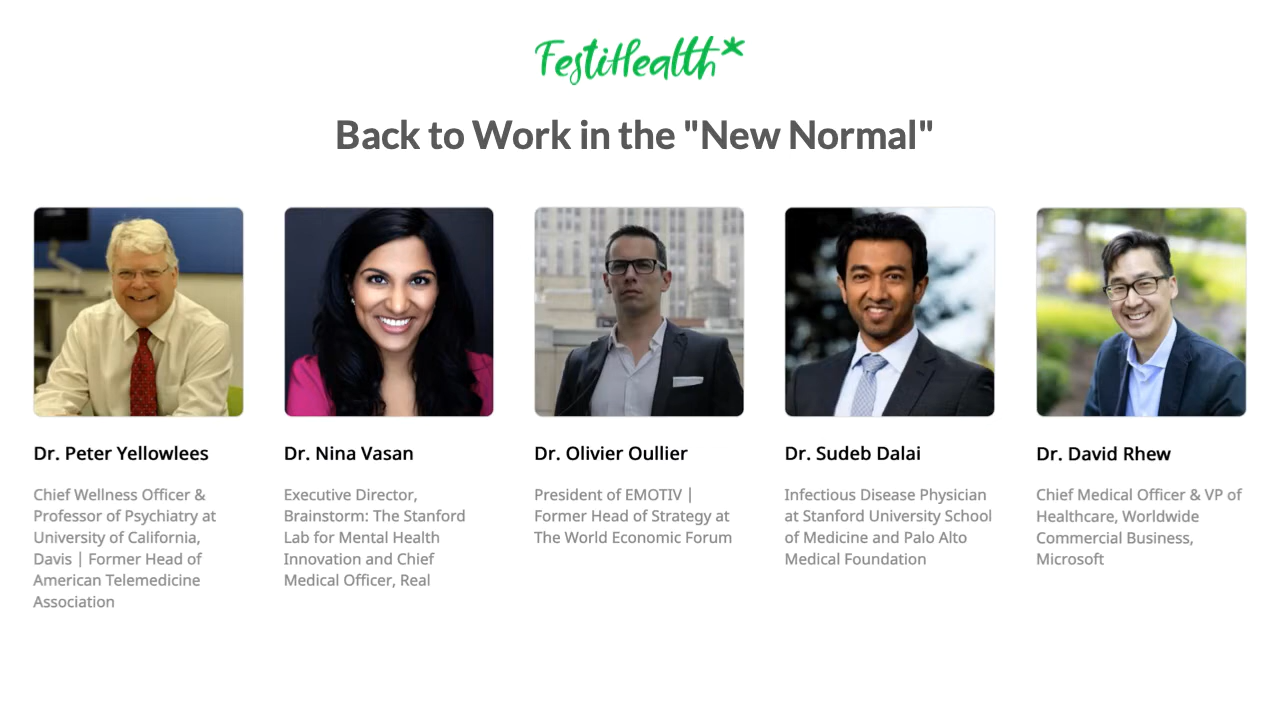 FestiHealth*
Back to Work in the "New Normal"
Dr. Peter Yellowlees
Chief Wellness Officer &
Professor of Psychiatry at
University of California,
Davis | Former Head of
American Telemedicine
Association
Dr. Nina Vasan
Executive Director,
Brainstorm: The Stanford
Lab for Mental Health
Innovation and Chief
Medical Officer, Real
Dr. Olivier Oullier
President of EMOTIV |
Former Head of Strategy at
The World Economic Forum
Dr. Sudeb Dalai
Infectious Disease Physician
at Stanford University School
of Medicine and Palo Alto
Medical Foundation
Dr. David Rhew
Chief Medical Officer & VP of
Healthcare, Worldwide
Commercial Business,
Microsoft